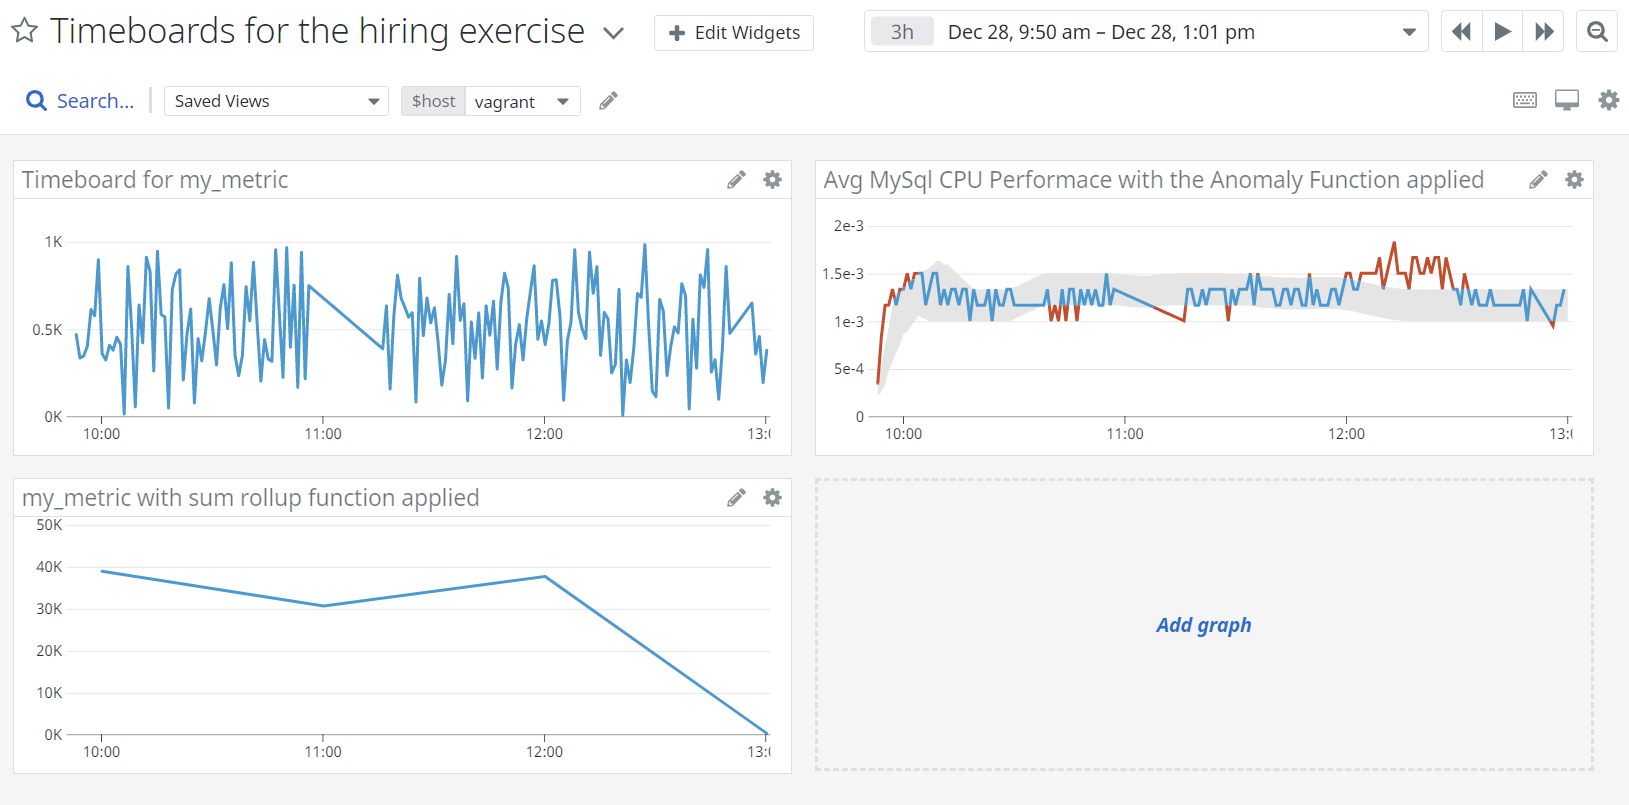 Timeboards for the hiring exercise
Edit Widgets
3h Dec 28, 9:50 am – Dec 28, 1:01 pm
Search...
Saved Views
$host vagrant
Timeboard for my_metric
1K
0.5K
0K
10:00 11:00 12:00 13:
Avg MySql CPU Performace with the Anomaly Function applied
2e-3
1.5e-3
1e-3
5e-4
0
10:00 11:00 12:00 13:
my_metric with sum rollup function applied
50K
40K
30K
20K
10K
0K
10:00 11:00 12:00 13:
Add graph